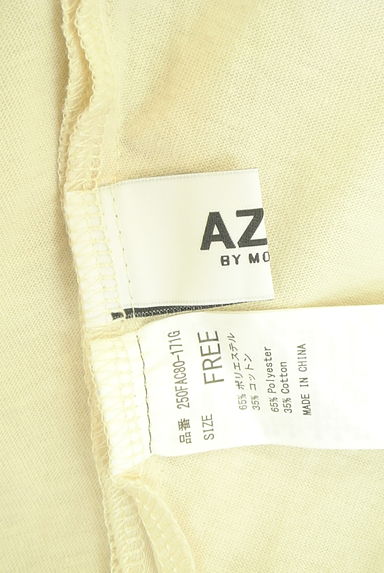 AZ
BY MO
品番 250FAC80-171G
SIZE FREE
65% ポリエステル
35% コットン
65% Polyester
35% Cotton
MADE IN CHINA